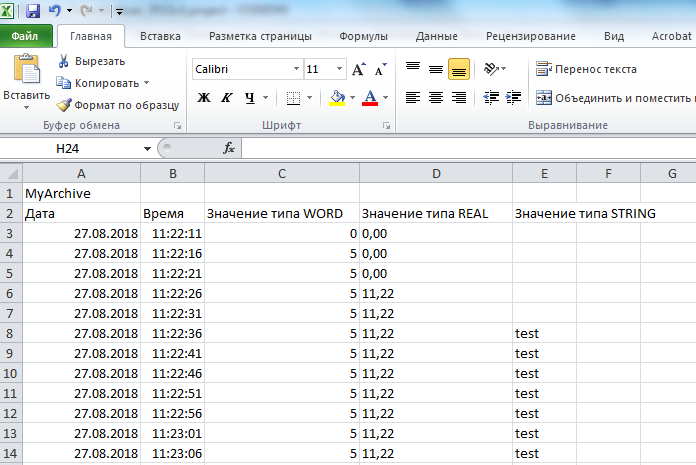 Файл Главная Вставка Разметка страницы Формулы Данные Рецензирование Вид Acrobat
Вставить
Вырезать
Копировать
Формат по образцу
Буфер обмена
Calibri 11 A A
Ж К Ч A
Шрифт
Перенос текста
Объединить и поместить
Выравнивание
H24 fx
A B C D E F G
1 MyArchive
2 Дата Время Значение типа WORD Значение типа REAL Значение типа STRING
3 27.08.2018 11:22:11 0 0,00
4 27.08.2018 11:22:16 5 0,00
5 27.08.2018 11:22:21 5 0,00
6 27.08.2018 11:22:26 5 11,22
7 27.08.2018 11:22:31 5 11,22
8 27.08.2018 11:22:36 5 11,22 test
9 27.08.2018 11:22:41 5 11,22 test
10 27.08.2018 11:22:46 5 11,22 test
11 27.08.2018 11:22:51 5 11,22 test
12 27.08.2018 11:22:56 5 11,22 test
13 27.08.2018 11:23:01 5 11,22 test
14 27.08.2018 11:23:06 5 11,22 test